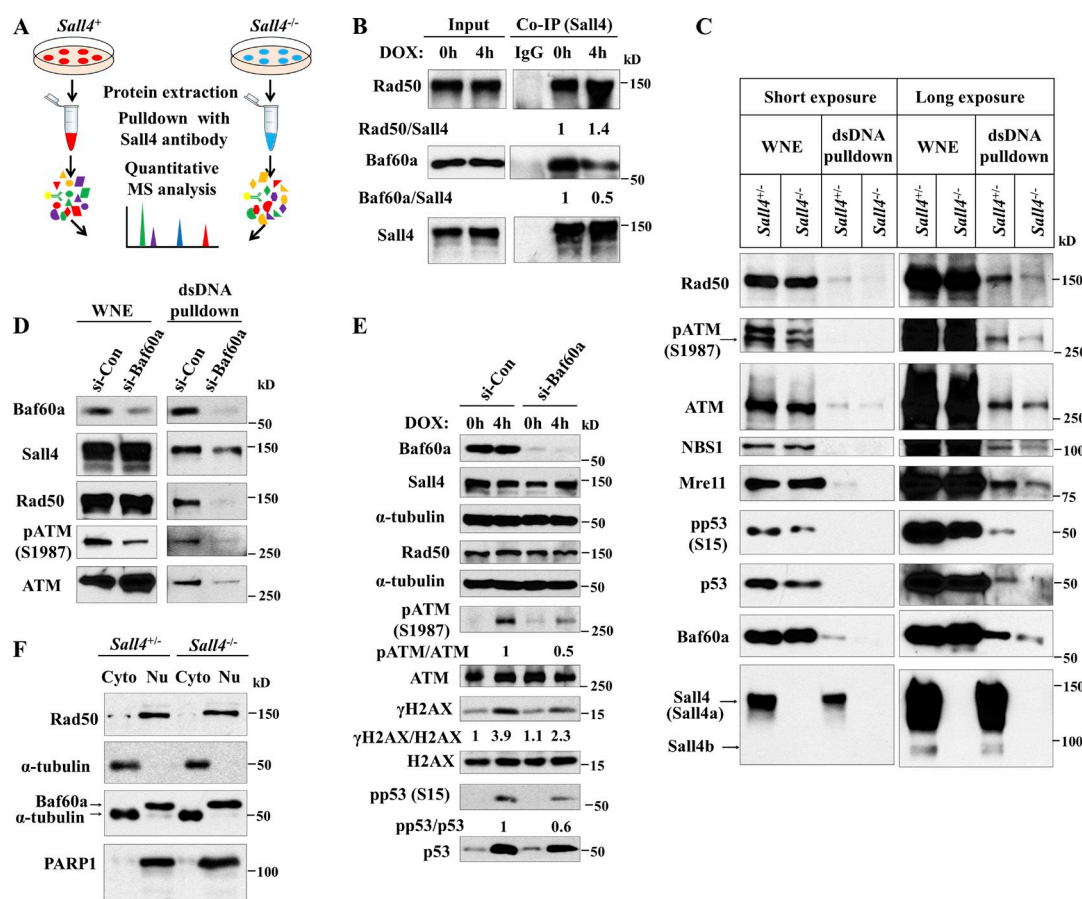 A
Sall4+
Sall4-/-
Protein extraction
Pulldown with
Sall4 antibody
Quantitative
MS analysis
B
Input
Co-IP (Sall4)
DOX: 0h 4h IgG 0h 4h kD
Rad50 150
Rad50/Sall4 1 1.4
Baf60a
50
Baf60a/Sall4 1 0.5
Sall4 150
C
Short exposure Long exposure
WNE dsDNA pulldown WNE dsDNA pulldown
Sall4+/- Sall4-/- Sall4+/- Sall4-/- Sall4+/- Sall4-/- Sall4+/- Sall4-/- kD
Rad50 150
pATM
(S1987) 250
ATM
250
NBS1 100
Mre11
75
pp53
(S15) 50
p53 50
Baf60a
50
Sall4
(Sall4a)
150
Sall4b 100
D
WNE dsDNA pulldown
si-Con si-Baf60a si-Con si-Baf60a kD
Baf60a
50
Sall4 150
Rad50 150
pATM
(S1987) 250
ATM
250
E
si-Con si-Baf60a
DOX: 0h 4h 0h 4h kD
Baf60a
50
Sall4 150
α-tubulin 50
Rad50 150
α-tubulin 50
pATM
(S1987) 250
pATM/ATM 1 0.5
ATM
250
γH2AX 15
γH2AX/H2AX 1 3.9 1.1 2.3
H2AX 15
pp53 (S15)
50
pp53/p53 1 0.6
p53 50
F
Sall4+/- Sall4-/-
Cyto Nu Cyto Nu kD
Rad50 150
α-tubulin 50
Baf60a
α-tubulin 50
PARP1
100